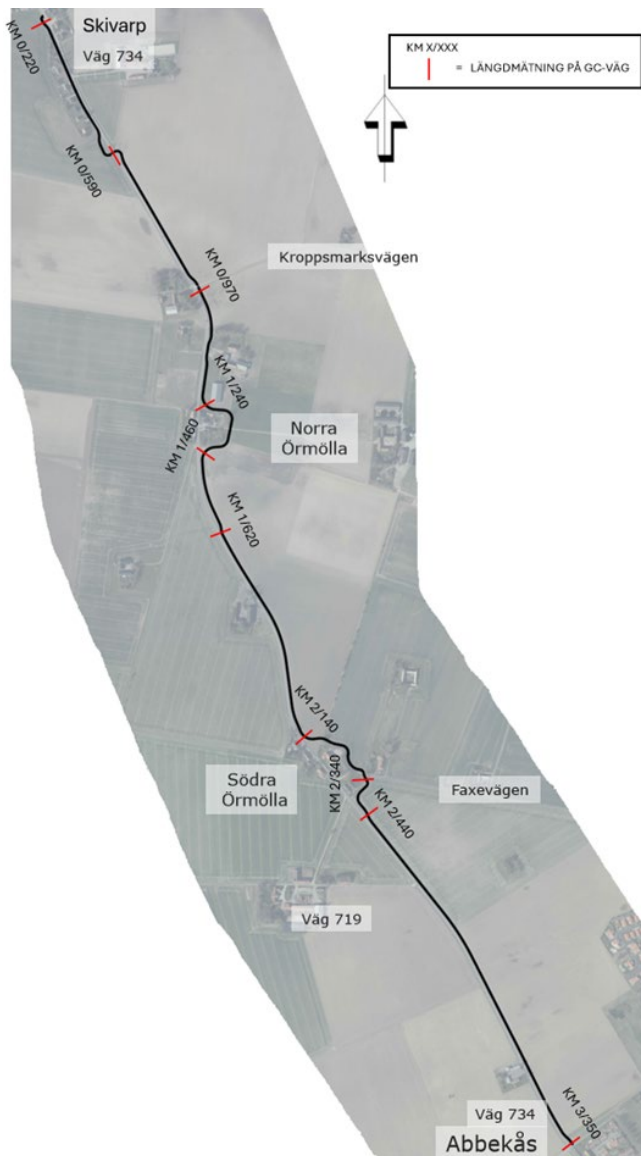 Skivarp
Väg 734
KM X/XXX
= LÄNGDMÄTNING PÅ GC-VÄG
KM 0/220
KM 0/590
Kroppsmarksvägen
KM 0/970
KM 1/240
Norra
Örmölla
KM 1/460
KM 1/620
KM 2/140
Södra
Örmölla
KM 2/340
Faxevägen
KM 2/440
Väg 719
Väg 734
Abbekås
KM 3/350